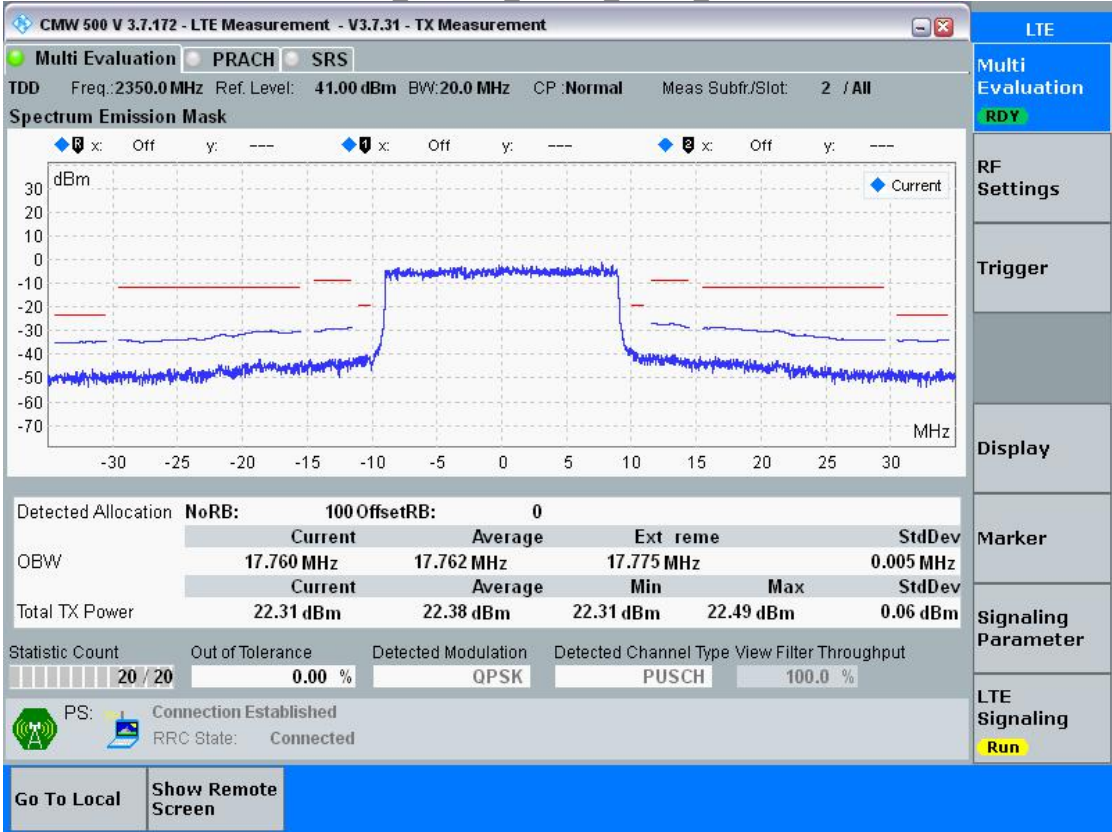 CMW 500 V 3.7.172 - LTE Measurement - V3.7.31 - TX Measurement
LTE
Multi Evaluation PRACH SRS
TDD Freq.:2350.0 MHz Ref. Level: 41.00 dBm BW:20.0 MHz CP :Normal Meas Subfr./Slot: 2 / All
Spectrum Emission Mask
R x: Off y: --- 1 x: Off y: --- 2 x: Off y: ---
dBm
Current
30
20
10
0
-10
-20
-30
-40
-50
-60
-70
MHz
-30 -25 -20 -15 -10 -5 0 5 10 15 20 25 30
Detected Allocation NoRB: 100 OffsetRB: 0
Current Average Ext reme StdDev
OBW 17.760 MHz 17.762 MHz 17.775 MHz 0.005 MHz
Current Average Min Max StdDev
Total TX Power 22.31 dBm 22.38 dBm 22.31 dBm 22.49 dBm 0.06 dBm
Statistic Count Out of Tolerance Detected Modulation Detected Channel Type View Filter Throughput
20 / 20 0.00 % QPSK PUSCH 100.0 %
PS: Connection Established
RRC State: Connected
Multi
Evaluation
RDY
RF
Settings
Trigger
Display
Marker
Signaling
Parameter
LTE
Signaling
Run
Go To Local
Show Remote
Screen